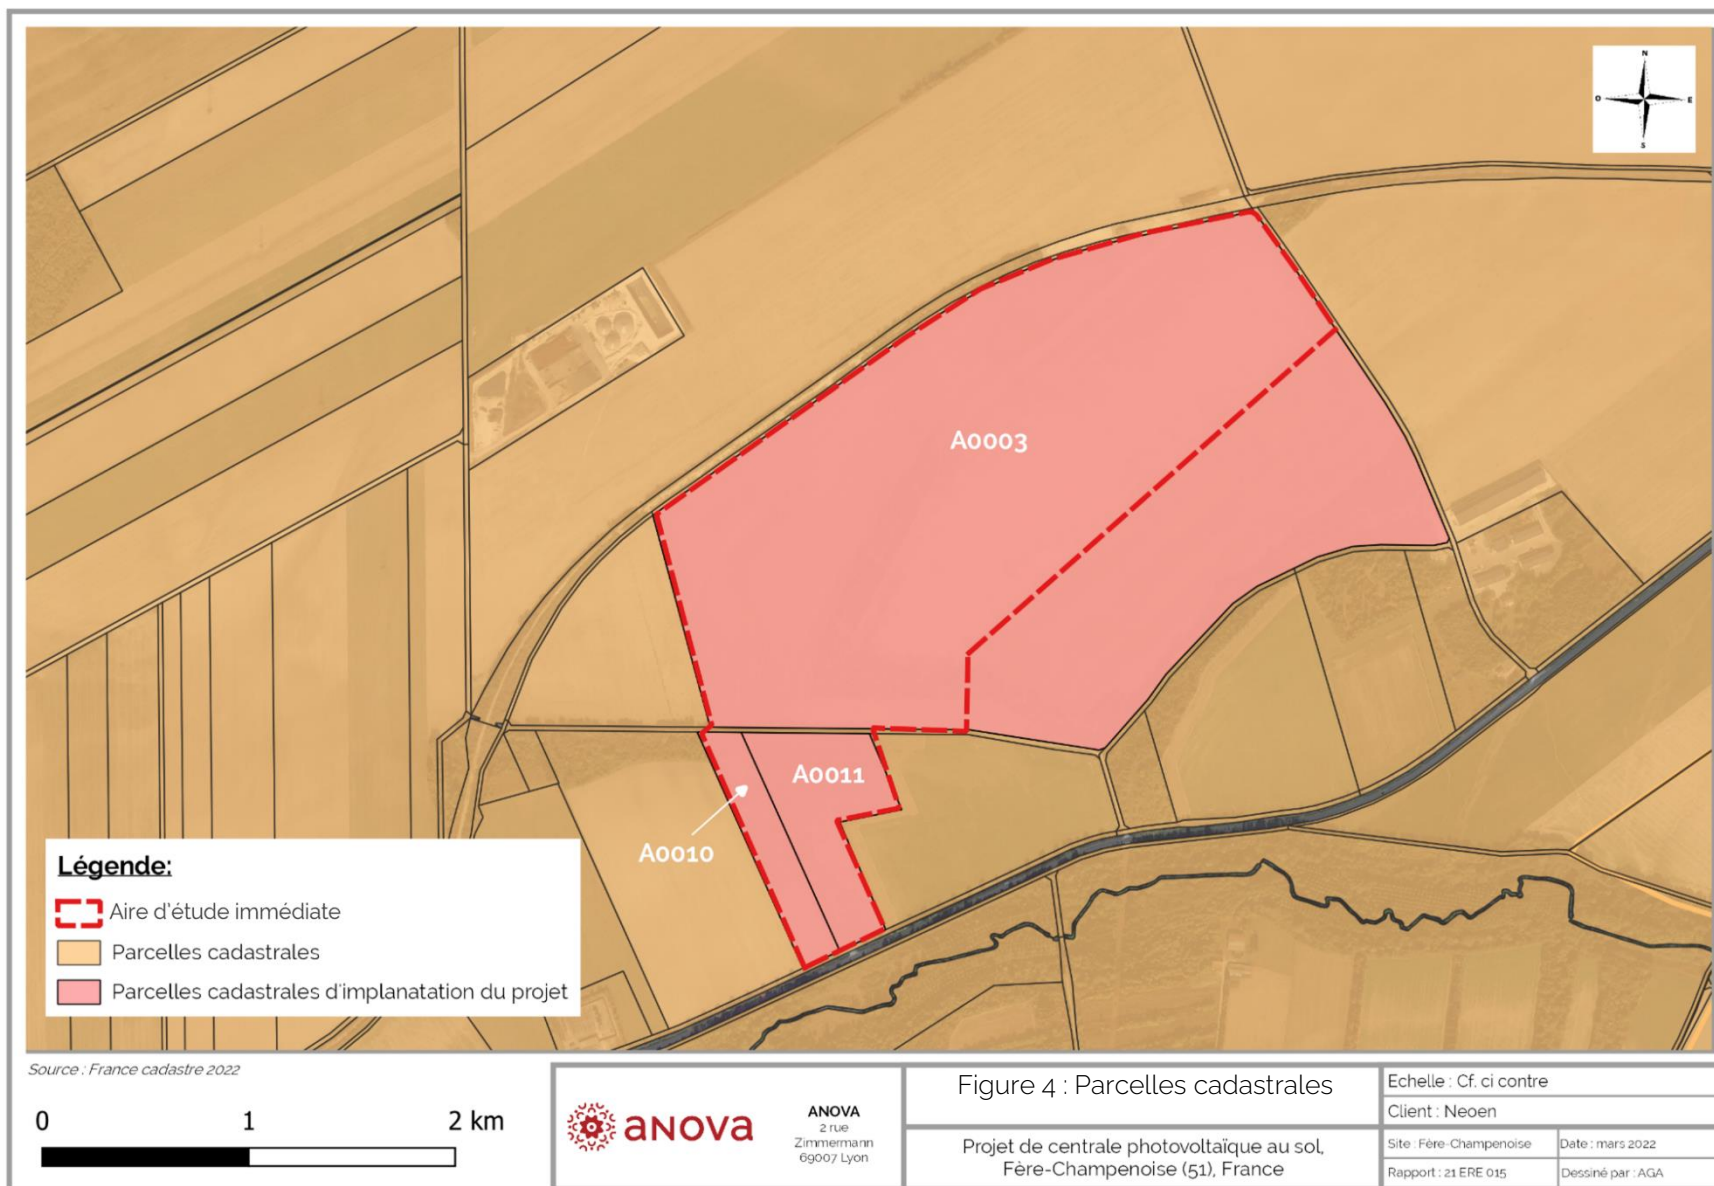 N
O
E
S
A0003
A0011
A0010
Légende:
Aire d'étude immédiate
Parcelles cadastrales
Parcelles cadastrales d'implanatation du projet
Source : France cadastre 2022
0 1 2 km
ANOVA
ANOVA
2 rue
Zimmermann
69007 Lyon
Figure 4 : Parcelles cadastrales
Projet de centrale photovoltaïque au sol,
Fère-Champenoise (51), France
Echelle : Cf. ci contre
Client : Neoen
Site : Fère-Champenoise
Date : mars 2022
Rapport : 21 ERE 015
Dessiné par : AGA